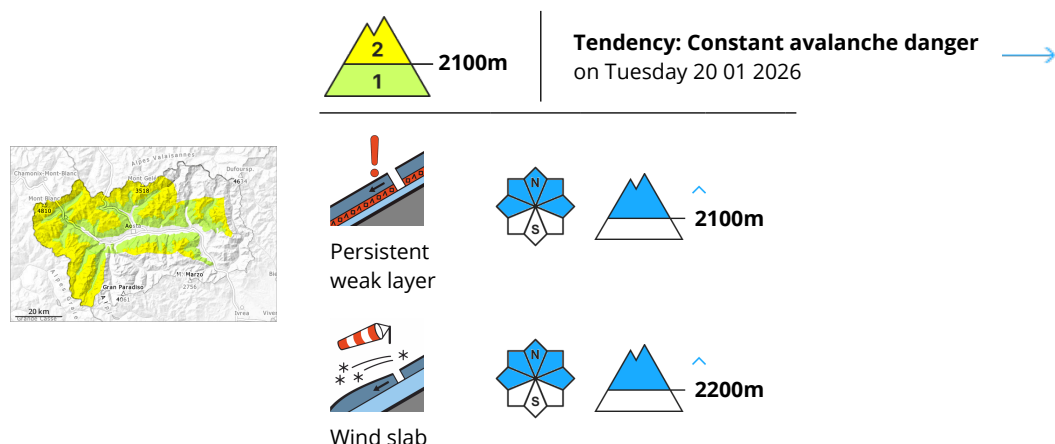 2
1
2100m
Tendency: Constant avalanche danger
on Tuesday 20 01 2026
Alpes Valaisannes
Chamonix-Mont-Blanc
Dufoursp.
Mont Gelé
3518
Mont Blanc
4810
Aosta
M. Marzo
2756
Gran Paradiso
4061
20 km
Ivrea
N
S
2100m
Persistent
weak layer
N
S
2200m
Wind slab